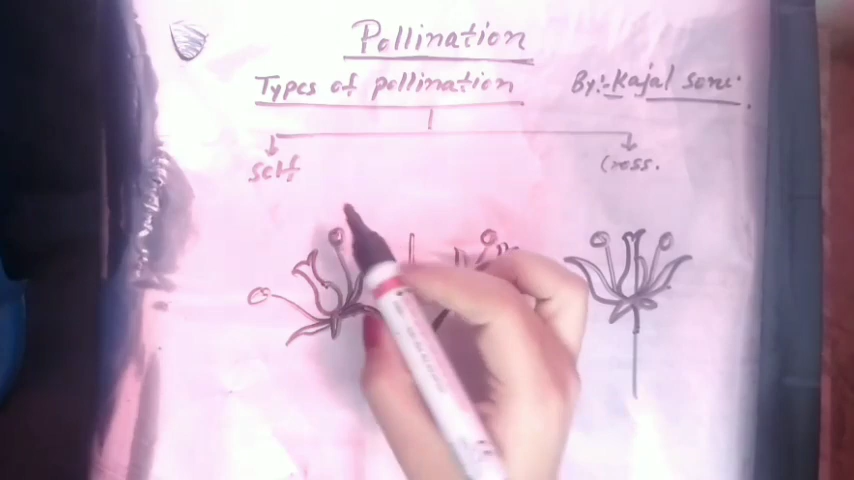 Pollination
Types of pollination
By:- Kajal soni.
Self
Cross.